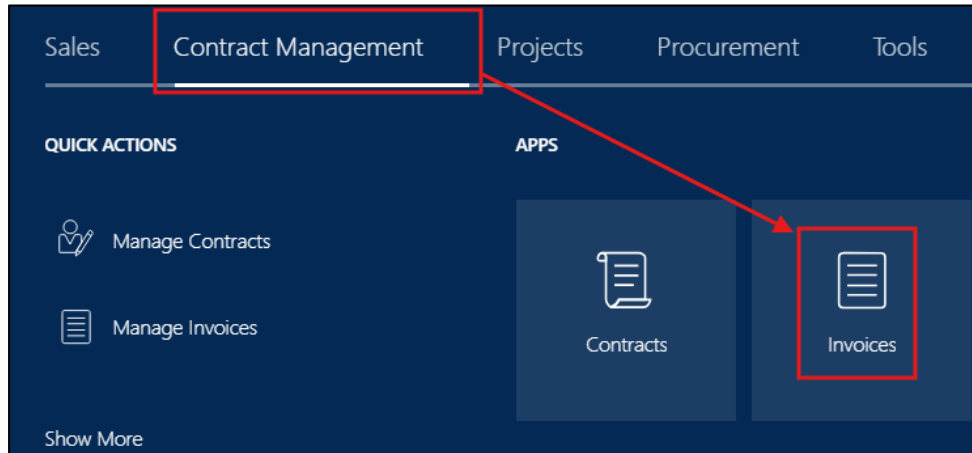 Sales Contract Management Projects Procurement Tools
QUICK ACTIONS
Manage Contracts
Manage Invoices
Show More
APPS
Contracts
Invoices